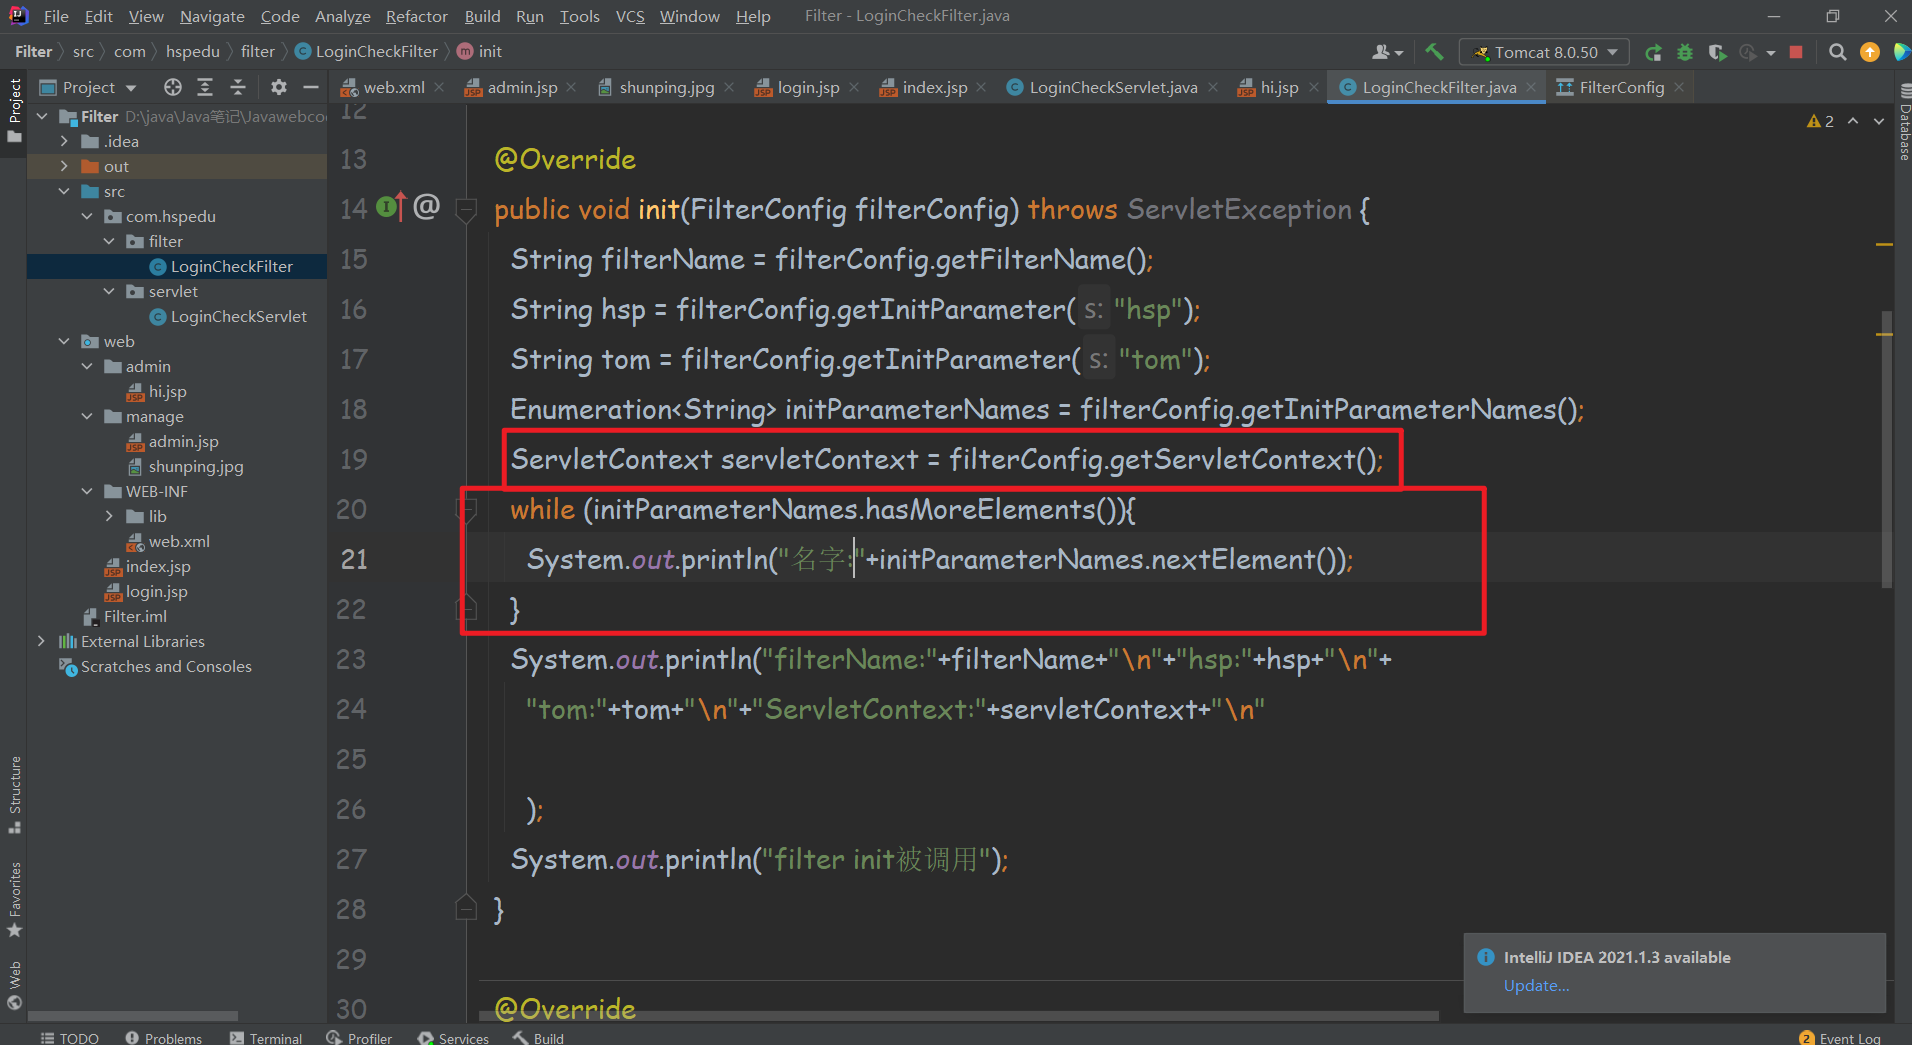 File Edit View Navigate Code Analyze Refactor Build Run Tools VCS Window Help Filter - LoginCheckFilter.java
Filter src com hspedu filter LoginCheckFilter init Tomcat 8.0.50
Project web.xml admin.jsp shunping.jpg login.jsp index.jsp LoginCheckServlet.java hi.jsp LoginCheckFilter.java FilterConfig
Project
Structure
Favorites
Web
Database
Filter D:\java\Java笔记\Javawebco
.idea
out
src
com.hspedu
filter
LoginCheckFilter
servlet
LoginCheckServlet
web
admin
hi.jsp
manage
admin.jsp
shunping.jpg
WEB-INF
lib
web.xml
index.jsp
login.jsp
Filter.iml
External Libraries
Scratches and Consoles
2
12
13 @Override
14 @ public void init(FilterConfig filterConfig) throws ServletException {
15 String filterName = filterConfig.getFilterName();
16 String hsp = filterConfig.getInitParameter( s: "hsp");
17 String tom = filterConfig.getInitParameter( s: "tom");
18 Enumeration<String> initParameterNames = filterConfig.getInitParameterNames();
19 ServletContext servletContext = filterConfig.getServletContext();
20 while (initParameterNames.hasMoreElements()){
21 System.out.println("名字:"+initParameterNames.nextElement());
22 }
23 System.out.println("filterName:"+filterName+"\n"+"hsp:"+hsp+"\n"+
24 "tom:"+tom+"\n"+"ServletContext:"+servletContext+"\n"
25
26 );
27 System.out.println("filter init被调用");
28 }
29
30 @Override
IntelliJ IDEA 2021.1.3 available
Update...
TODO Problems Terminal Profiler Services Build 2 Event Log